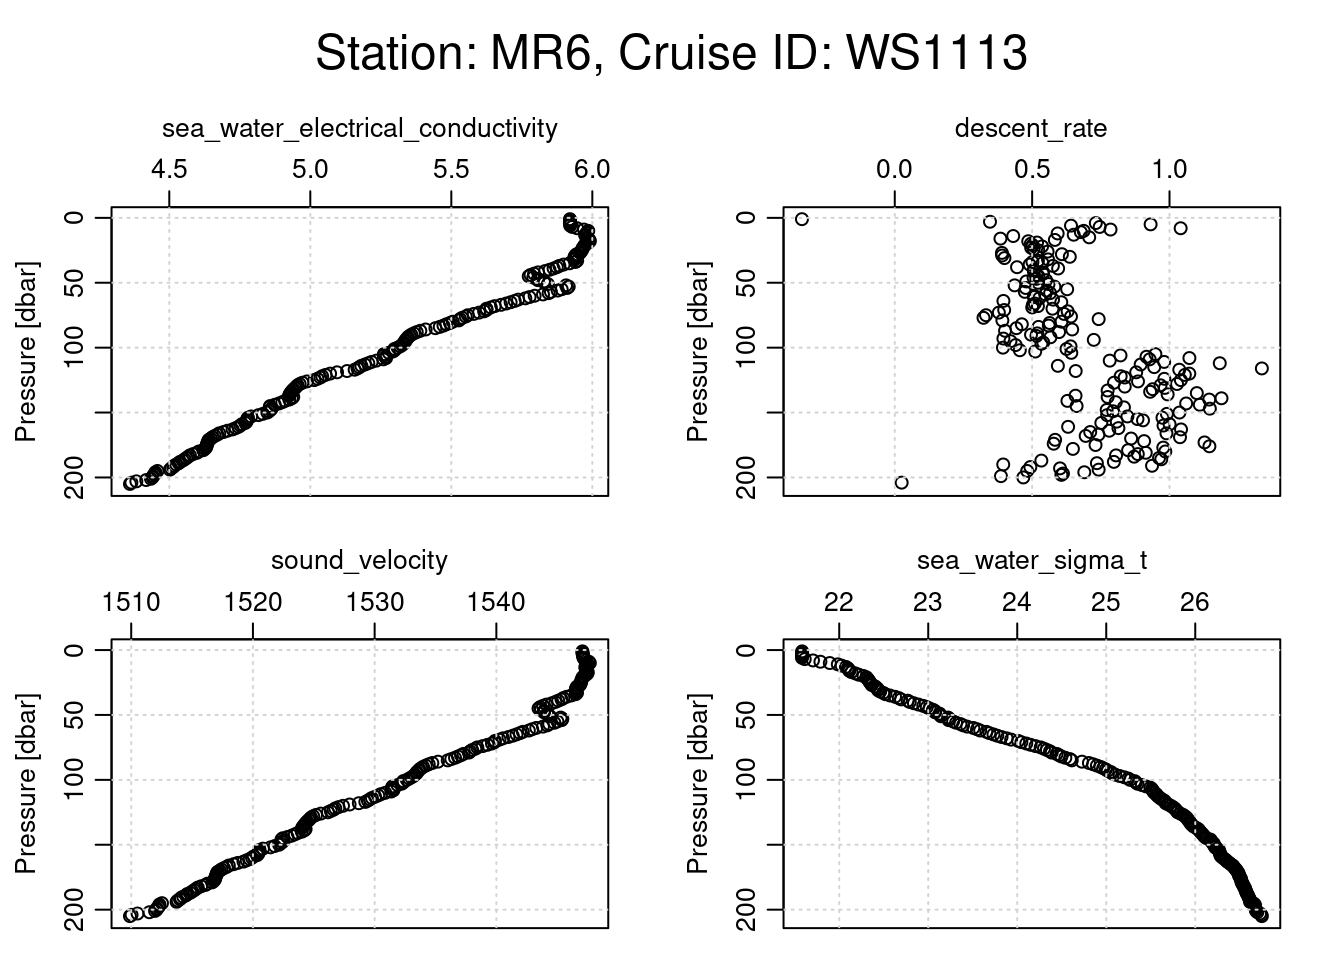 Station: MR6, Cruise ID: WS1113
sea_water_electrical_conductivity
4.5 5.0 5.5 6.0
Pressure [dbar]
0
50
100
200
descent_rate
0.0 0.5 1.0
Pressure [dbar]
0
50
100
200
sound_velocity
1510 1520 1530 1540
Pressure [dbar]
0
50
100
200
sea_water_sigma_t
22 23 24 25 26
Pressure [dbar]
0
50
100
200